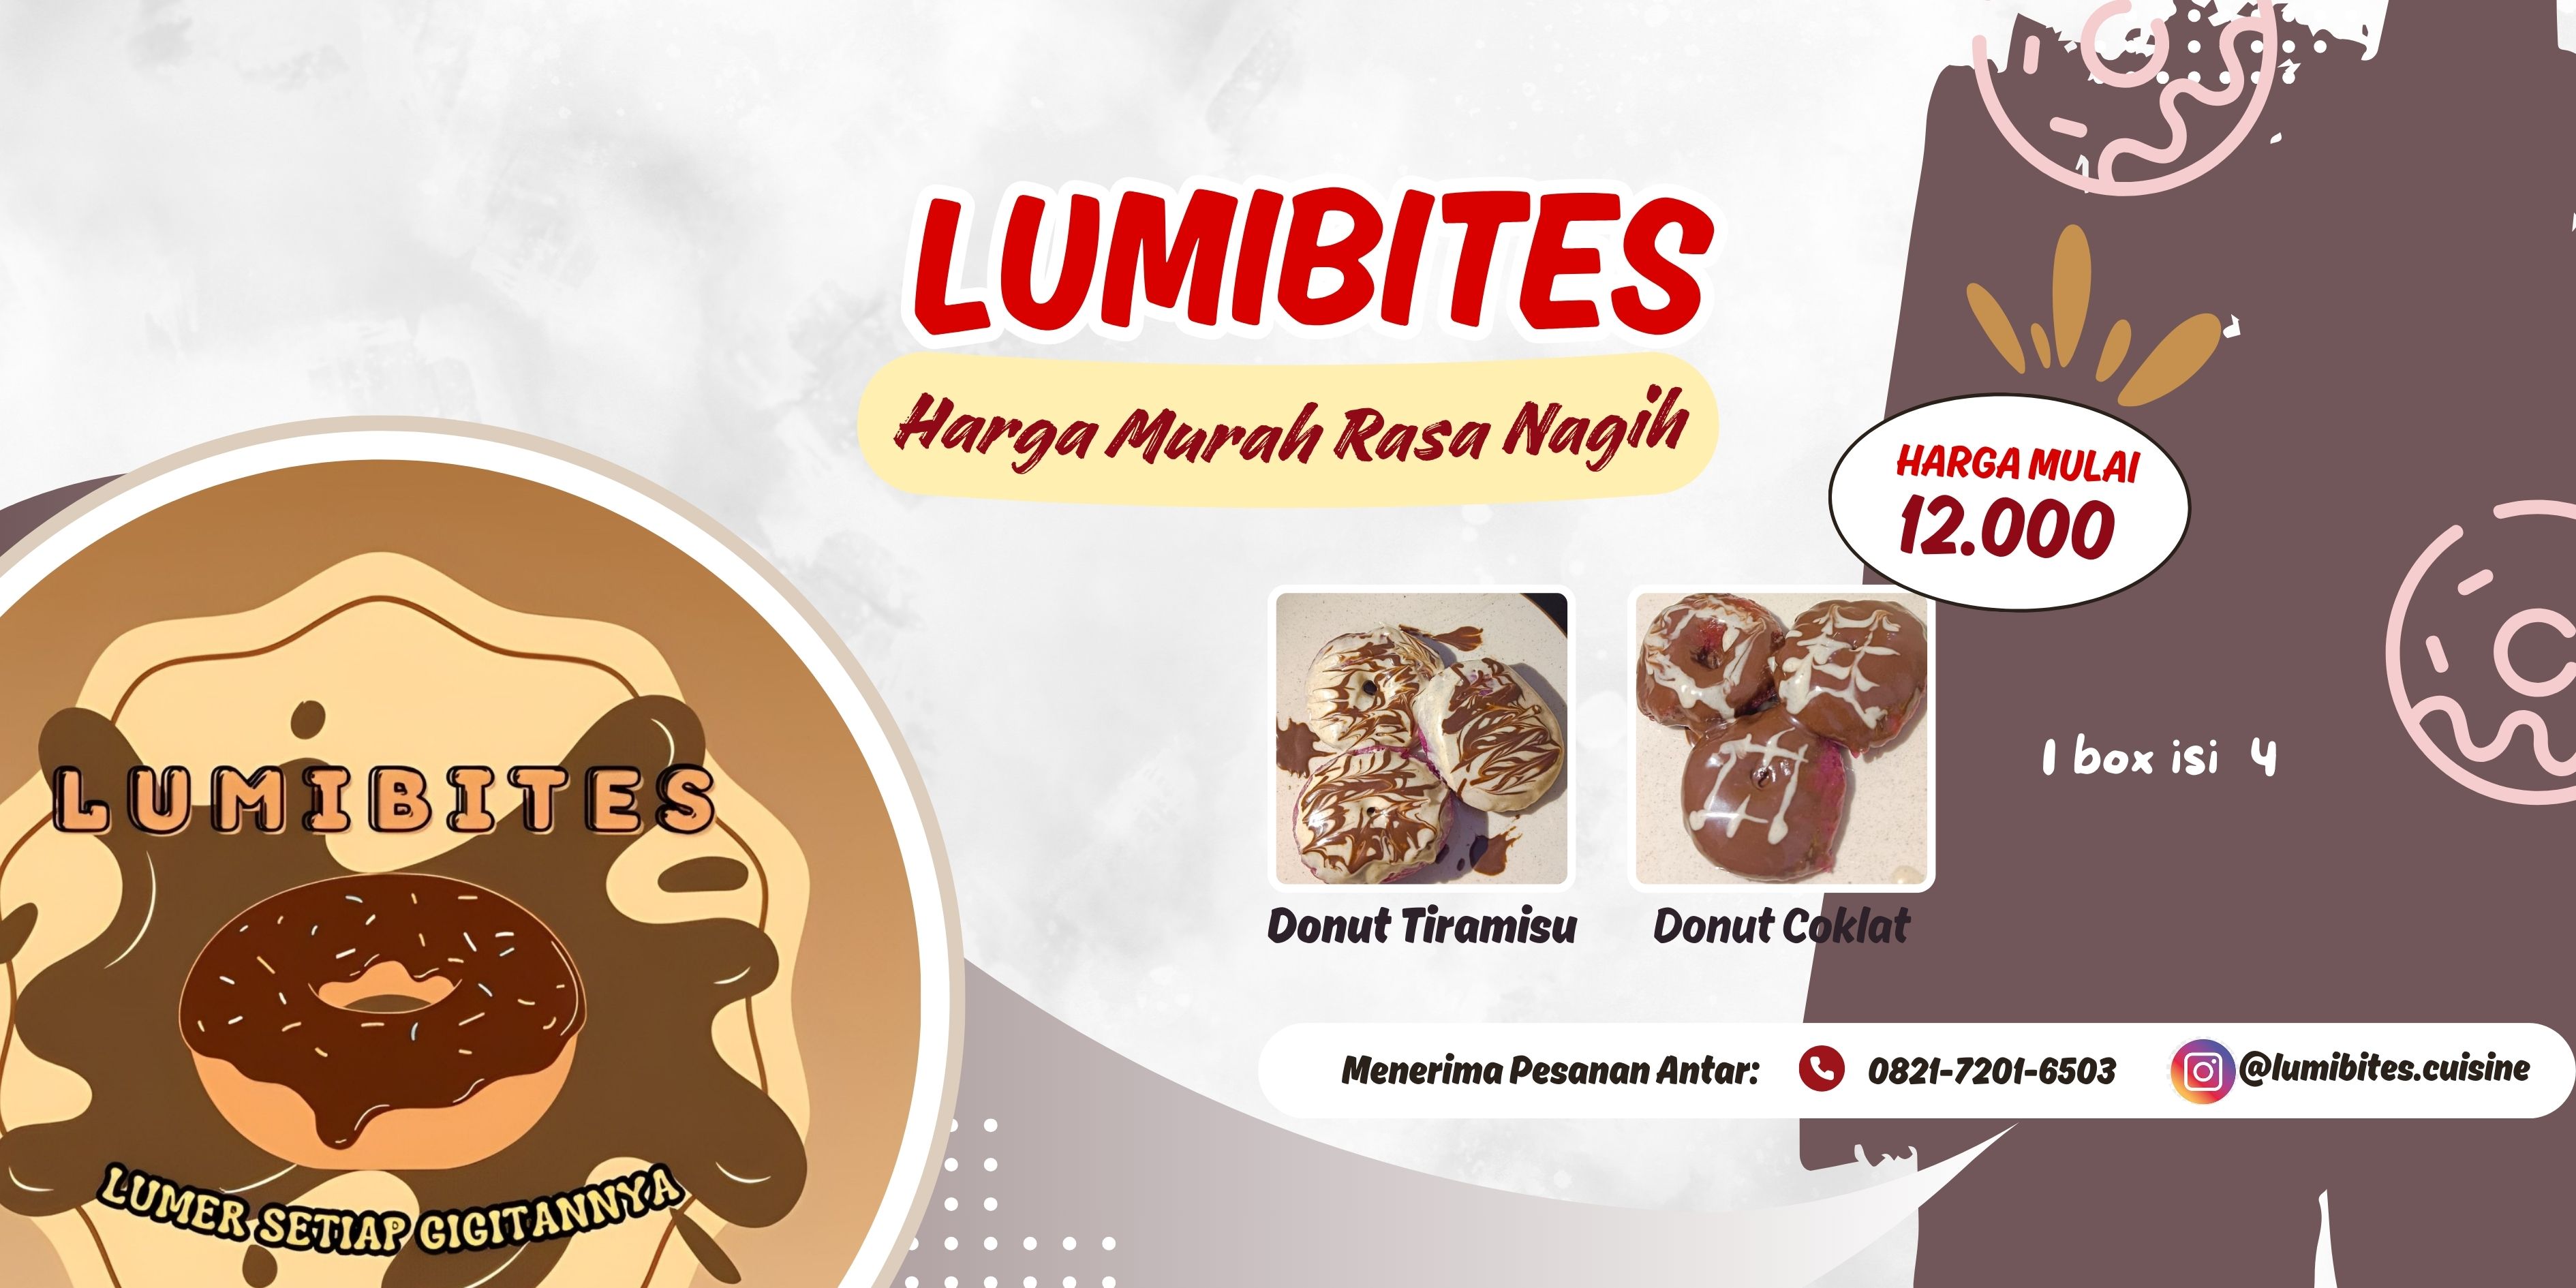 LUMIBITES
Harga Murah Rasa Nagih
HARGA MULAI
12.000
LUMIBITES
LUMER SETIAP GIGITANNYA
1 box isi 4
Donut Tiramisu
Donut Coklat
Menerima Pesanan Antar: 0821-7201-6503 @lumibites.cuisine